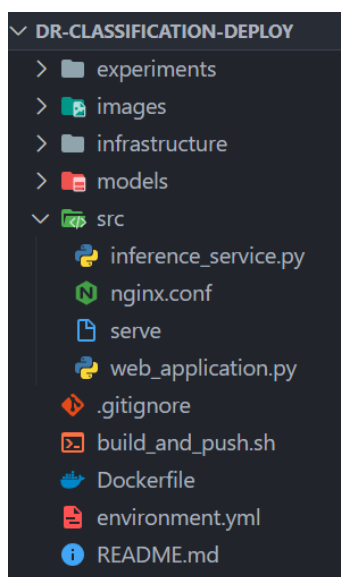 DR-CLASSIFICATION-DEPLOY
experiments
images
infrastructure
models
src
inference_service.py
nginx.conf
serve
web_application.py
.gitignore
build_and_push.sh
Dockerfile
environment.yml
README.md